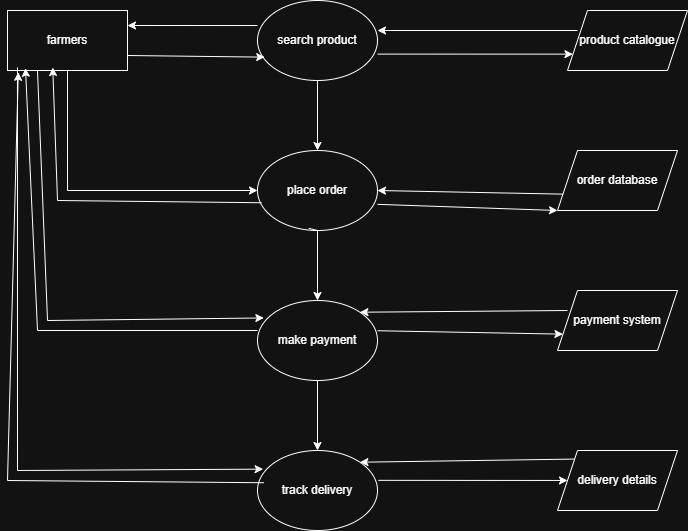 farmers
search product
product catalogue
place order
order database
make payment
payment system
track delivery
delivery details